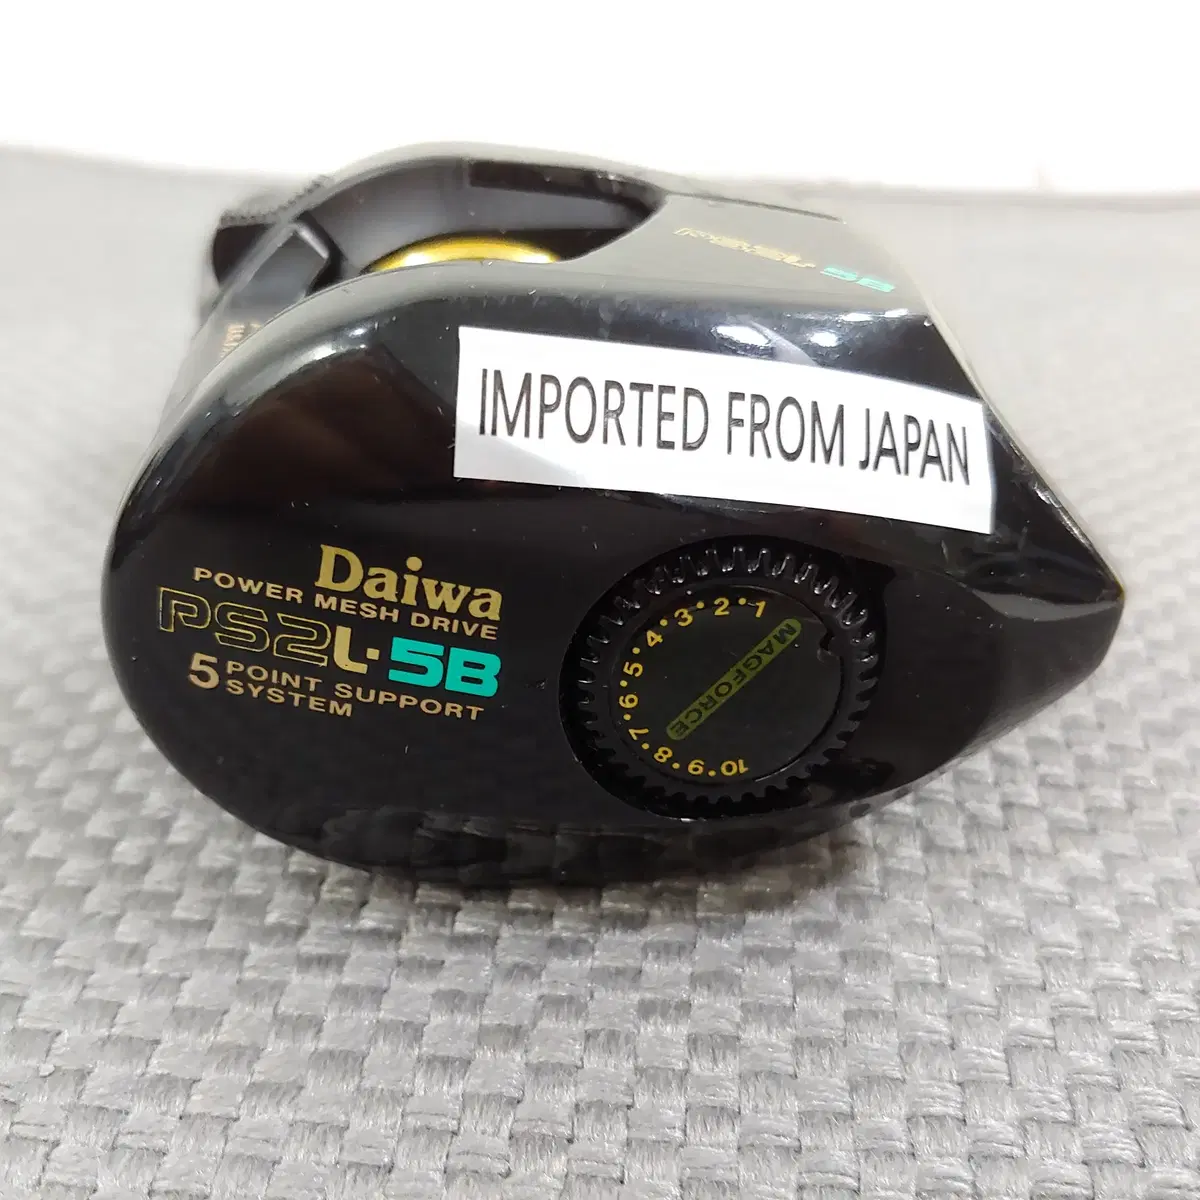 PS2L-5B
IMPORTED FROM JAPAN
Daiwa
POWER MESH DRIVE
PS2L·5B
5 POINT SUPPORT
SYSTEM
1•2•3•4•5•6•7•8•9•10
MAGFORCE